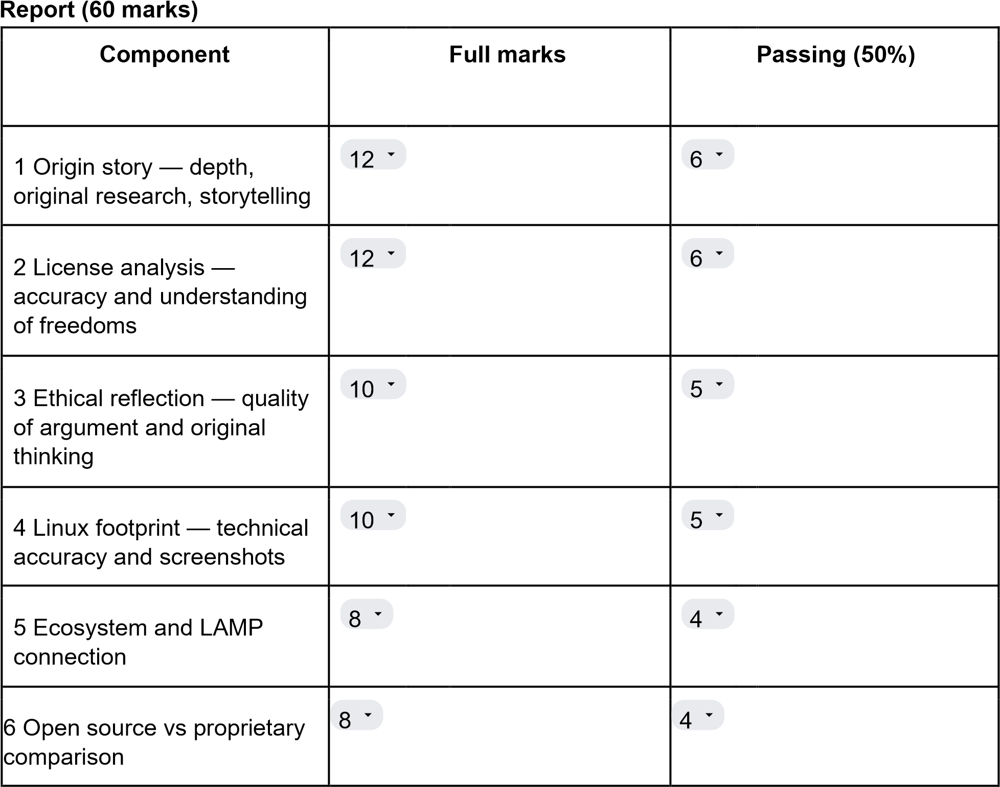 Report (60 marks)
Component
Full marks
Passing (50%)
1 Origin story — depth,
original research, storytelling
12
6
2 License analysis —
accuracy and understanding
of freedoms
12
6
3 Ethical reflection — quality
of argument and original
thinking
10
5
4 Linux footprint — technical
accuracy and screenshots
10
5
5 Ecosystem and LAMP
connection
8
4
6 Open source vs proprietary
comparison
8
4